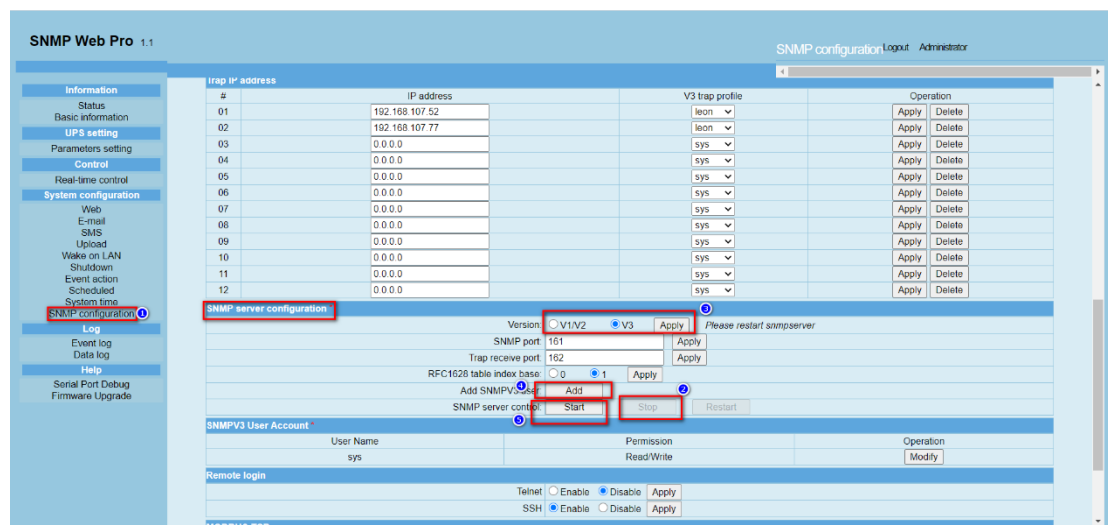 SNMP Web Pro 1.1
SNMP configuration Logout Administrator
Information
Status
Basic information
UPS setting
Parameters setting
Control
Real-time control
System configuration
Web
E-mail
SMS
Upload
Wake on LAN
Shutdown
Event action
Scheduled
System time
SNMP configuration 1
Log
Event log
Data log
Help
Serial Port Debug
Firmware Upgrade
Trap IP address
# IP address V3 trap profile Operation
01 192.168.107.52 leon Apply Delete
02 192.168.107.77 leon Apply Delete
03 0.0.0.0 sys Apply Delete
04 0.0.0.0 sys Apply Delete
05 0.0.0.0 sys Apply Delete
06 0.0.0.0 sys Apply Delete
07 0.0.0.0 sys Apply Delete
08 0.0.0.0 sys Apply Delete
09 0.0.0.0 sys Apply Delete
10 0.0.0.0 sys Apply Delete
11 0.0.0.0 sys Apply Delete
12 0.0.0.0 sys Apply Delete
SNMP server configuration * 3
Version: V1/V2 V3 Apply Please restart snmpserver
SNMP port: 161 Apply
Trap receive port: 162 Apply
RFC1628 table index base: 0 1 Apply
Add SNMPV3 user: 4 Add 2
SNMP server control: 5 Start Stop Restart
SNMPV3 User Account *
User Name Permission Operation
sys Read/Write Modify
Remote login
Telnet Enable Disable Apply
SSH Enable Disable Apply